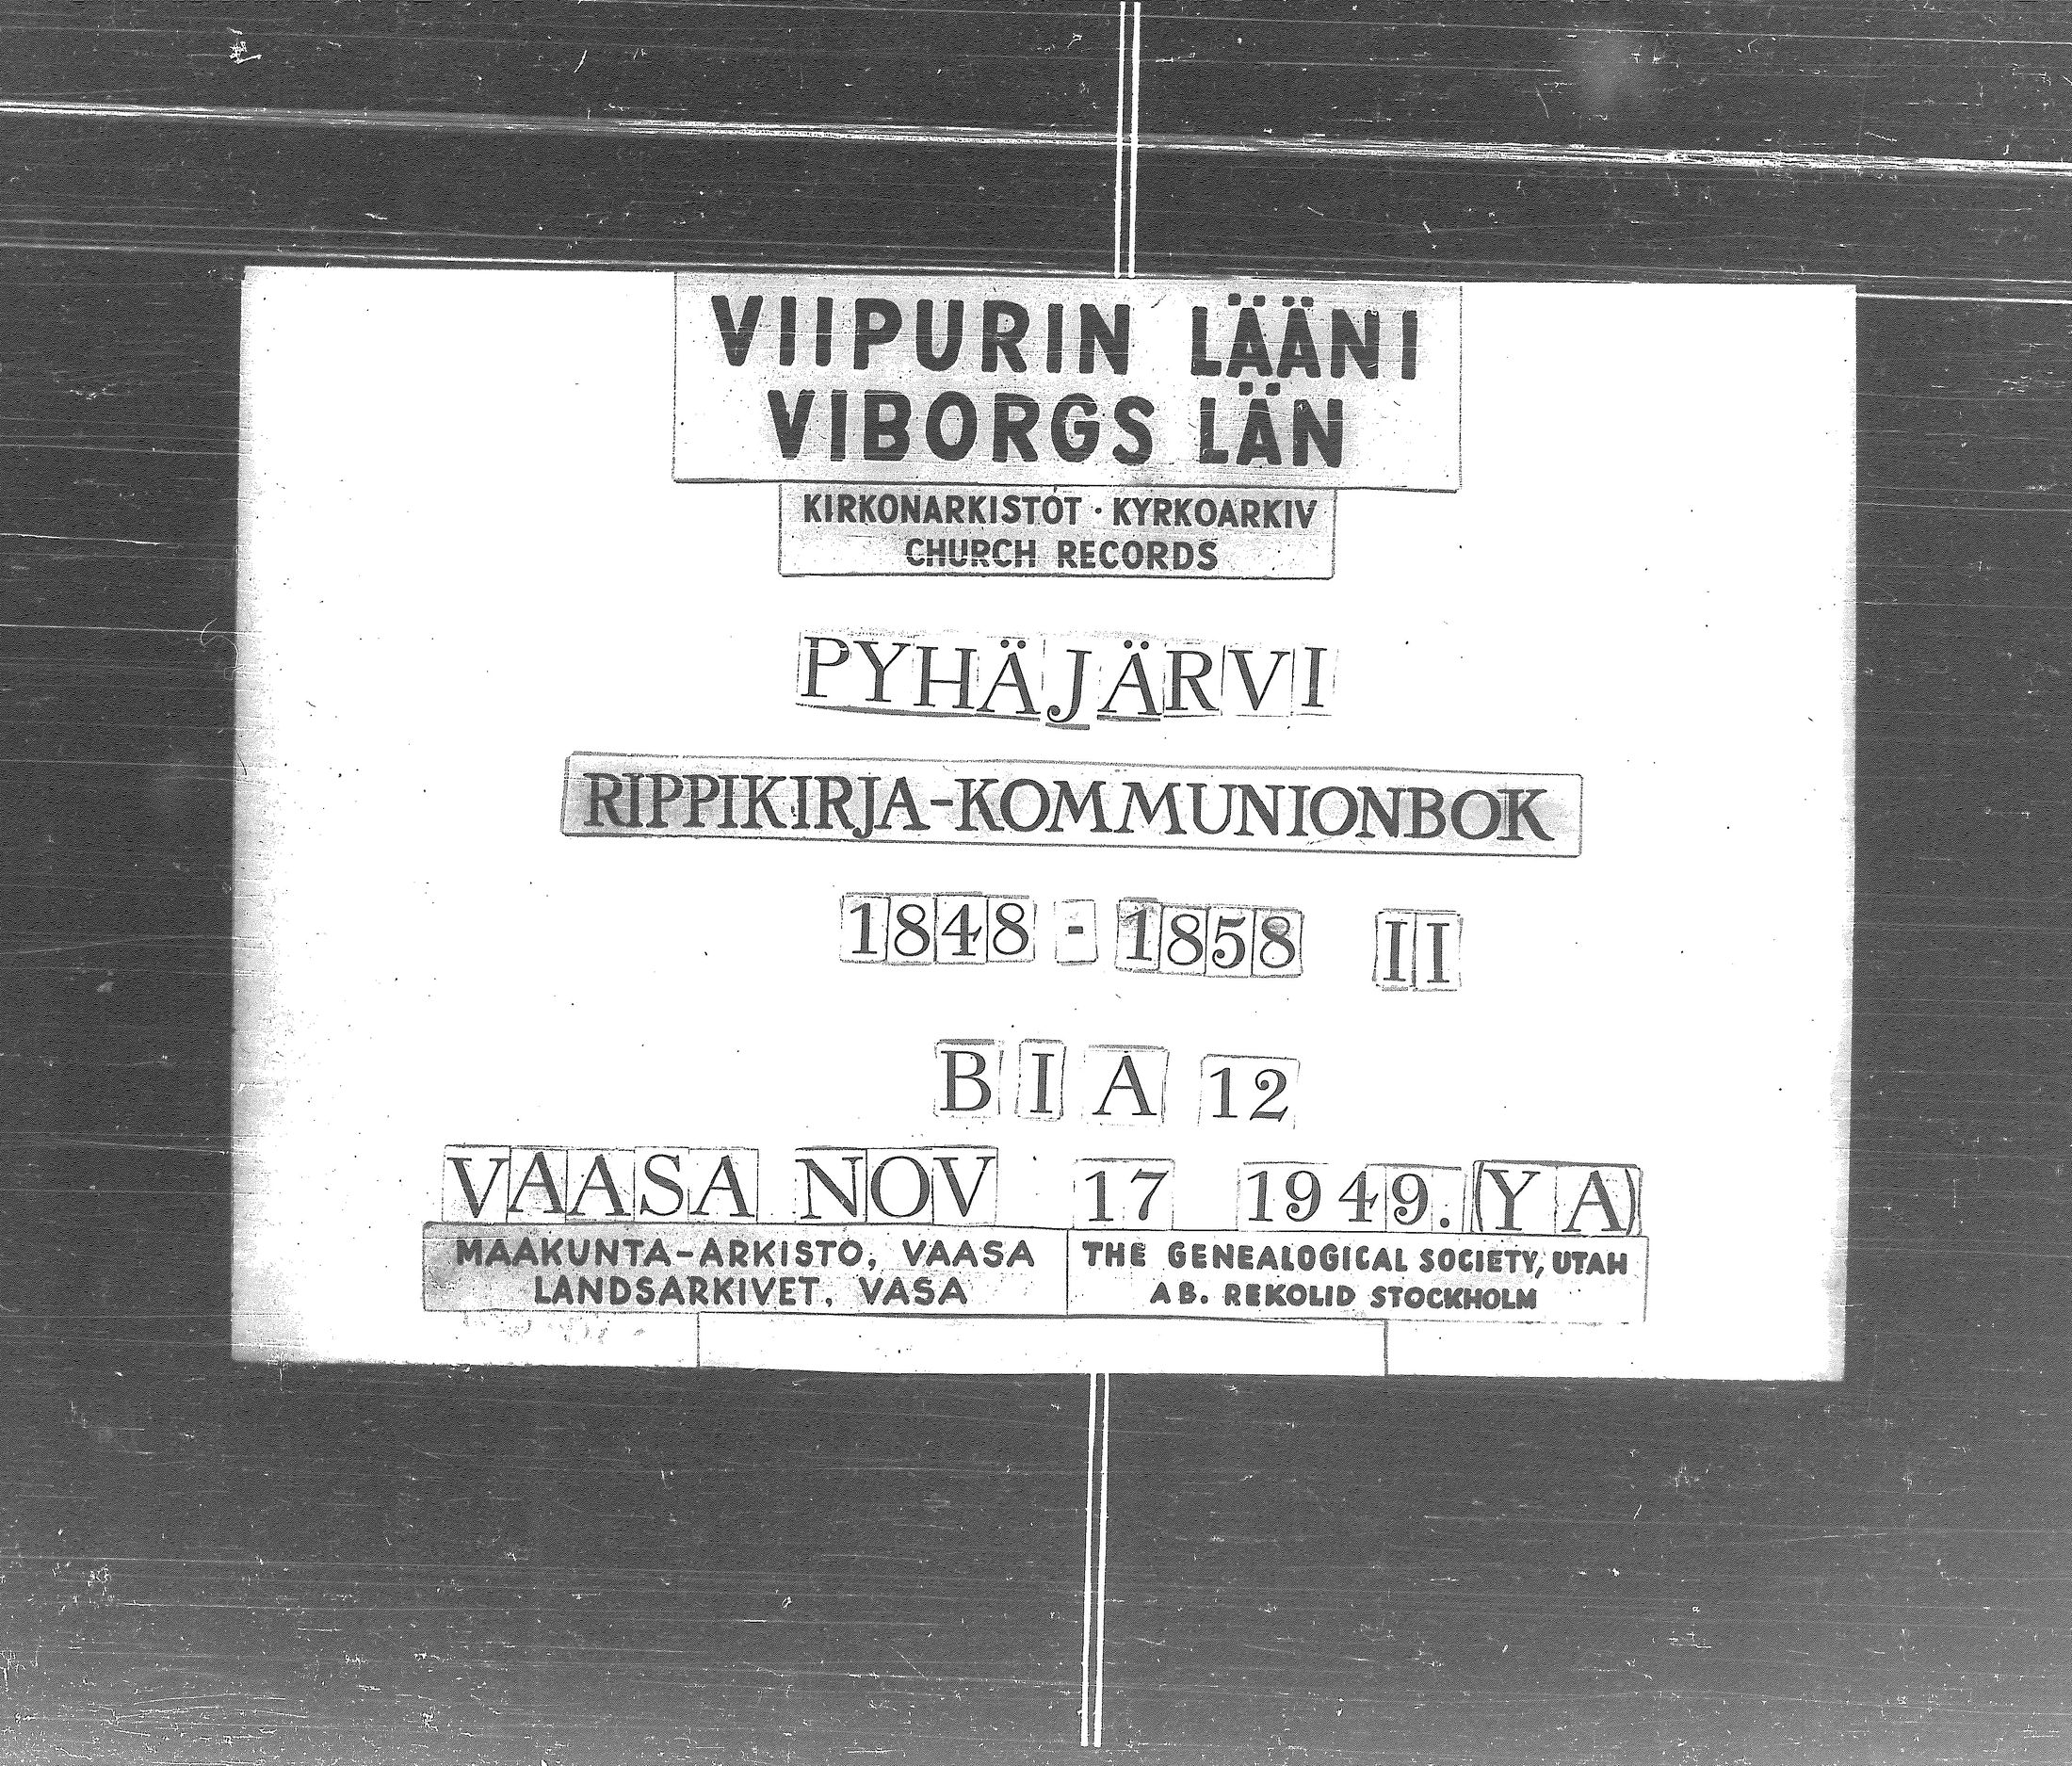 VIIPURIN LÄÄNI
VIBORGS LÄN
KIRKONARKISTOT · KYRKOARKIV
CHURCH RECORDS
PYHÄJÄRVI
RIPPIKIRJA-KOMMUNIONBOK
1848 - 1858 II
B I A 12
VAASA NOV 17 1949. (Y A)
MAAKUNTA-ARKISTO, VAASA
LANDSARKIVET, VASA
THE GENEALOGICAL SOCIETY, UTAH
AB. REKOLID STOCKHOLM